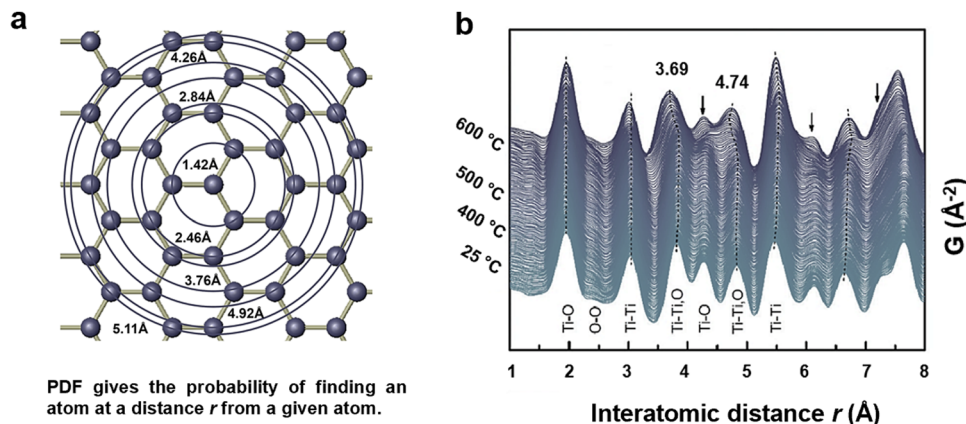 a
4.26Å
2.84Å
1.42Å
2.46Å
3.76Å
4.92Å
5.11Å
PDF gives the probability of finding an
atom at a distance r from a given atom.
b
3.69
4.74
600 °C
500 °C
400 °C
25 °C
Ti-O
O-O
Ti-Ti
Ti-Ti,O
Ti-O
Ti-Ti,O
Ti-Ti
G (Å-2)
1 2 3 4 5 6 7 8
Interatomic distance r (Å)